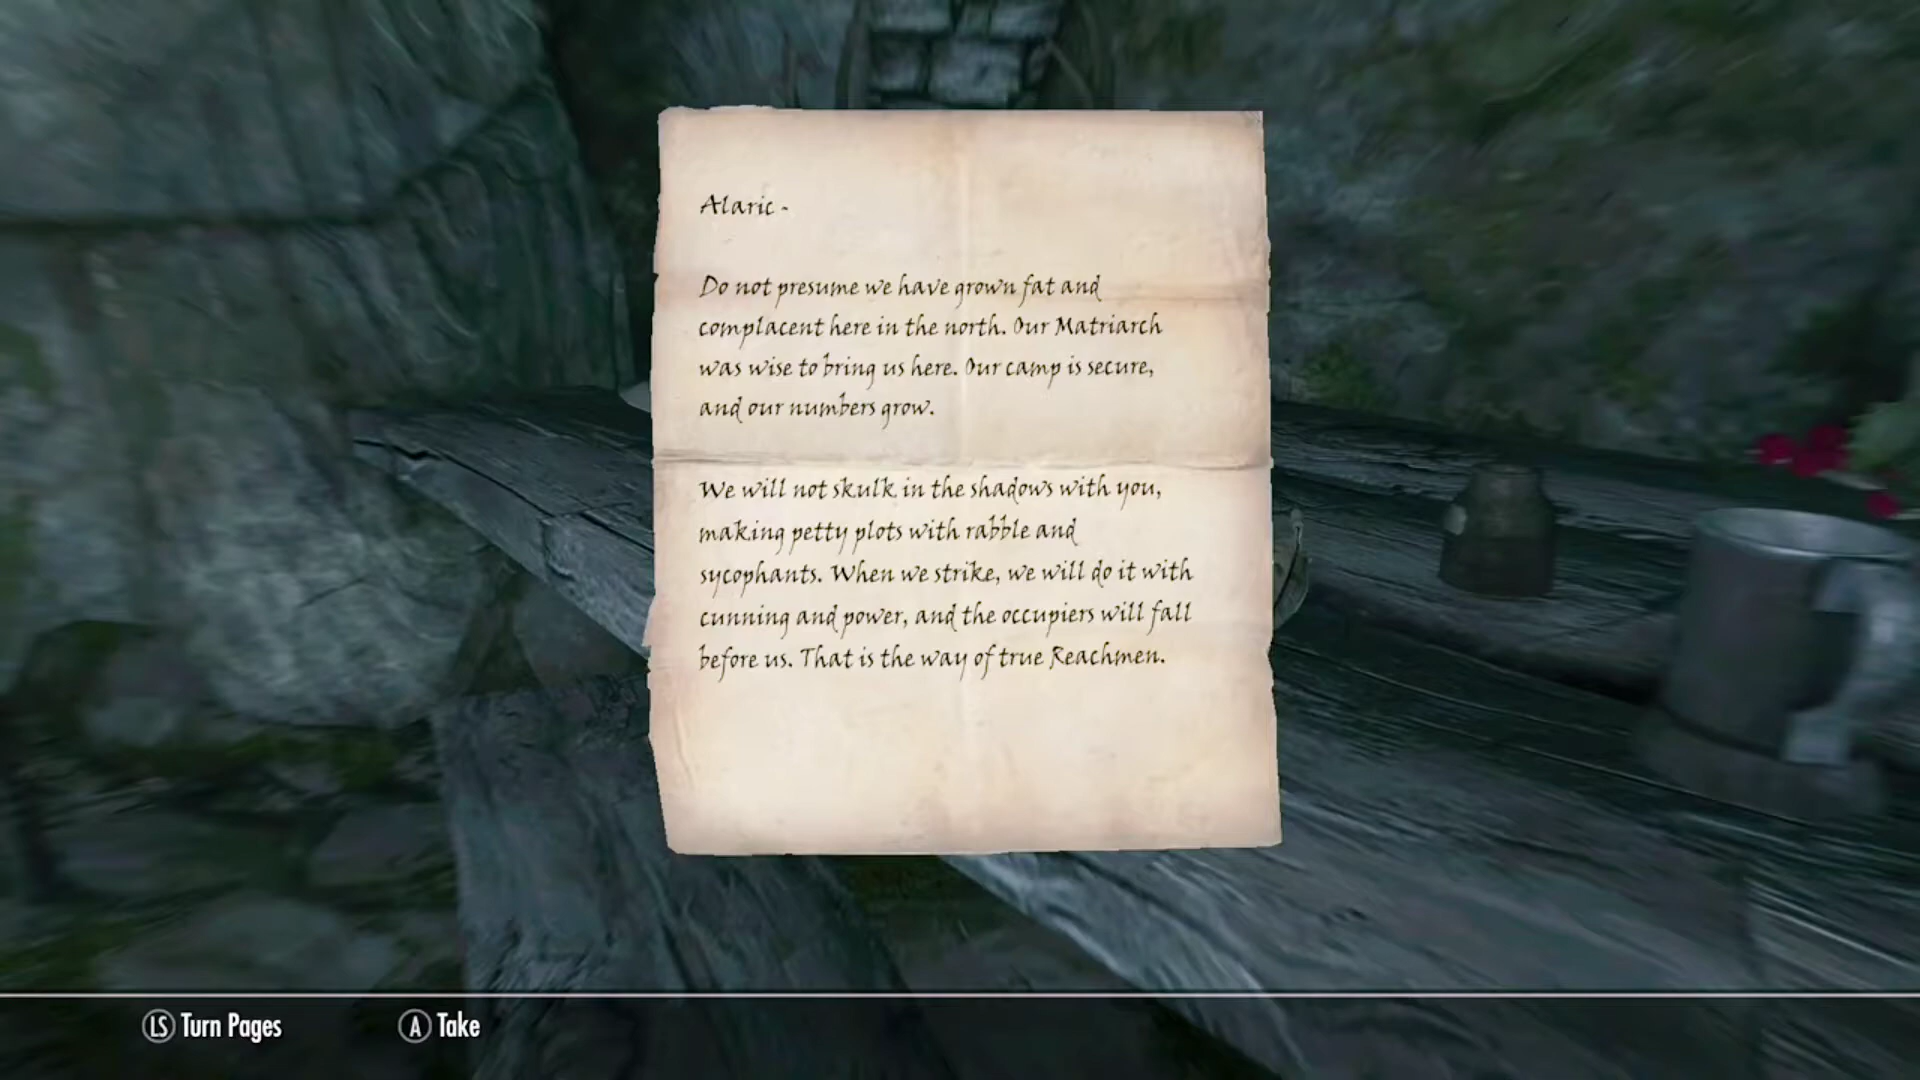 Alaric -
Do not presume we have grown fat and
complacent here in the north. Our Matriarch
was wise to bring us here. Our camp is secure,
and our numbers grow.
We will not skulk in the shadows with you,
making petty plots with rabble and
sycophants. When we strike, we will do it with
cunning and power, and the occupiers will fall
before us. That is the way of true Reachmen.
LS Turn Pages
A Take